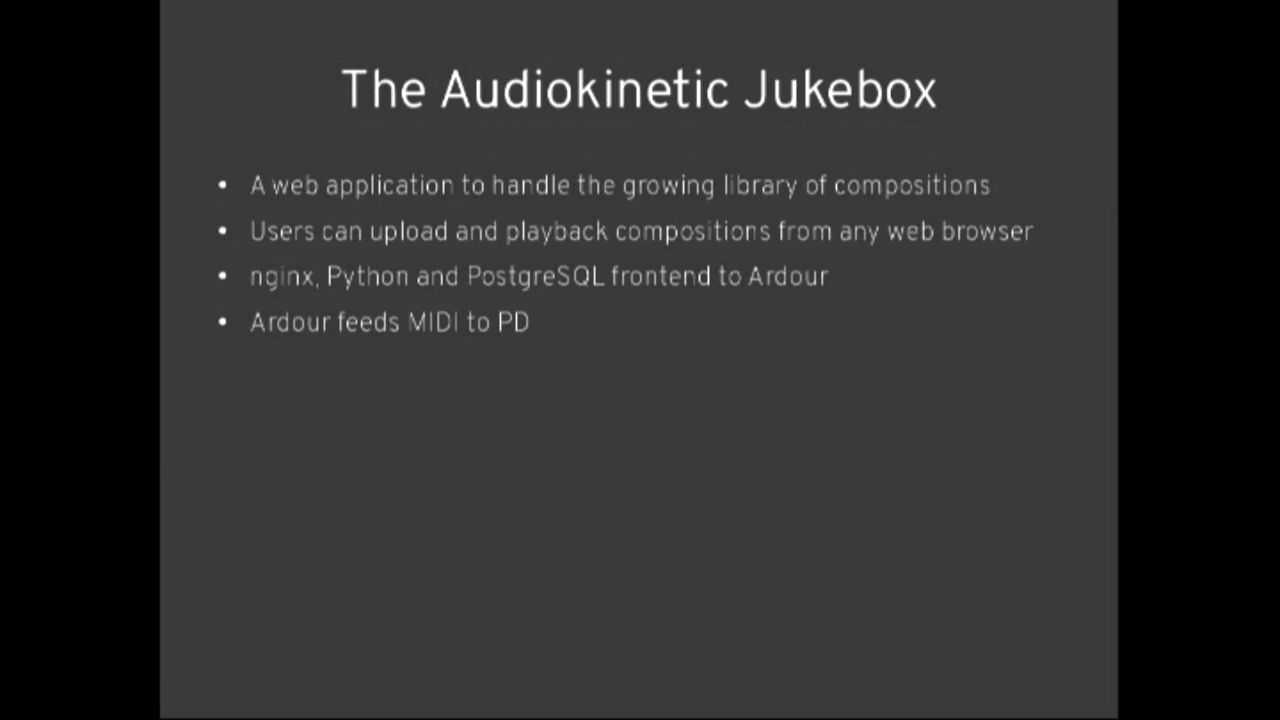 The Audiokinetic Jukebox
• A web application to handle the growing library of compositions
• Users can upload and playback compositions from any web browser
• nginx, Python and PostgreSQL frontend to Ardour
• Ardour feeds MIDI to PD